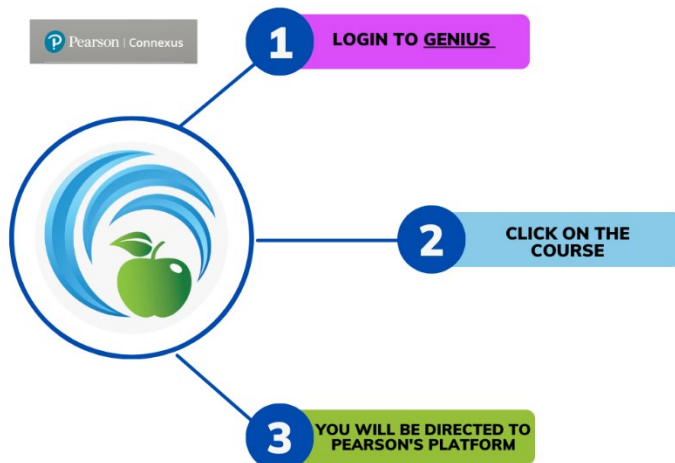 Pearson | Connexus
1
LOGIN TO GENIUS
2
CLICK ON THE
COURSE
3
YOU WILL BE DIRECTED TO
PEARSON'S PLATFORM